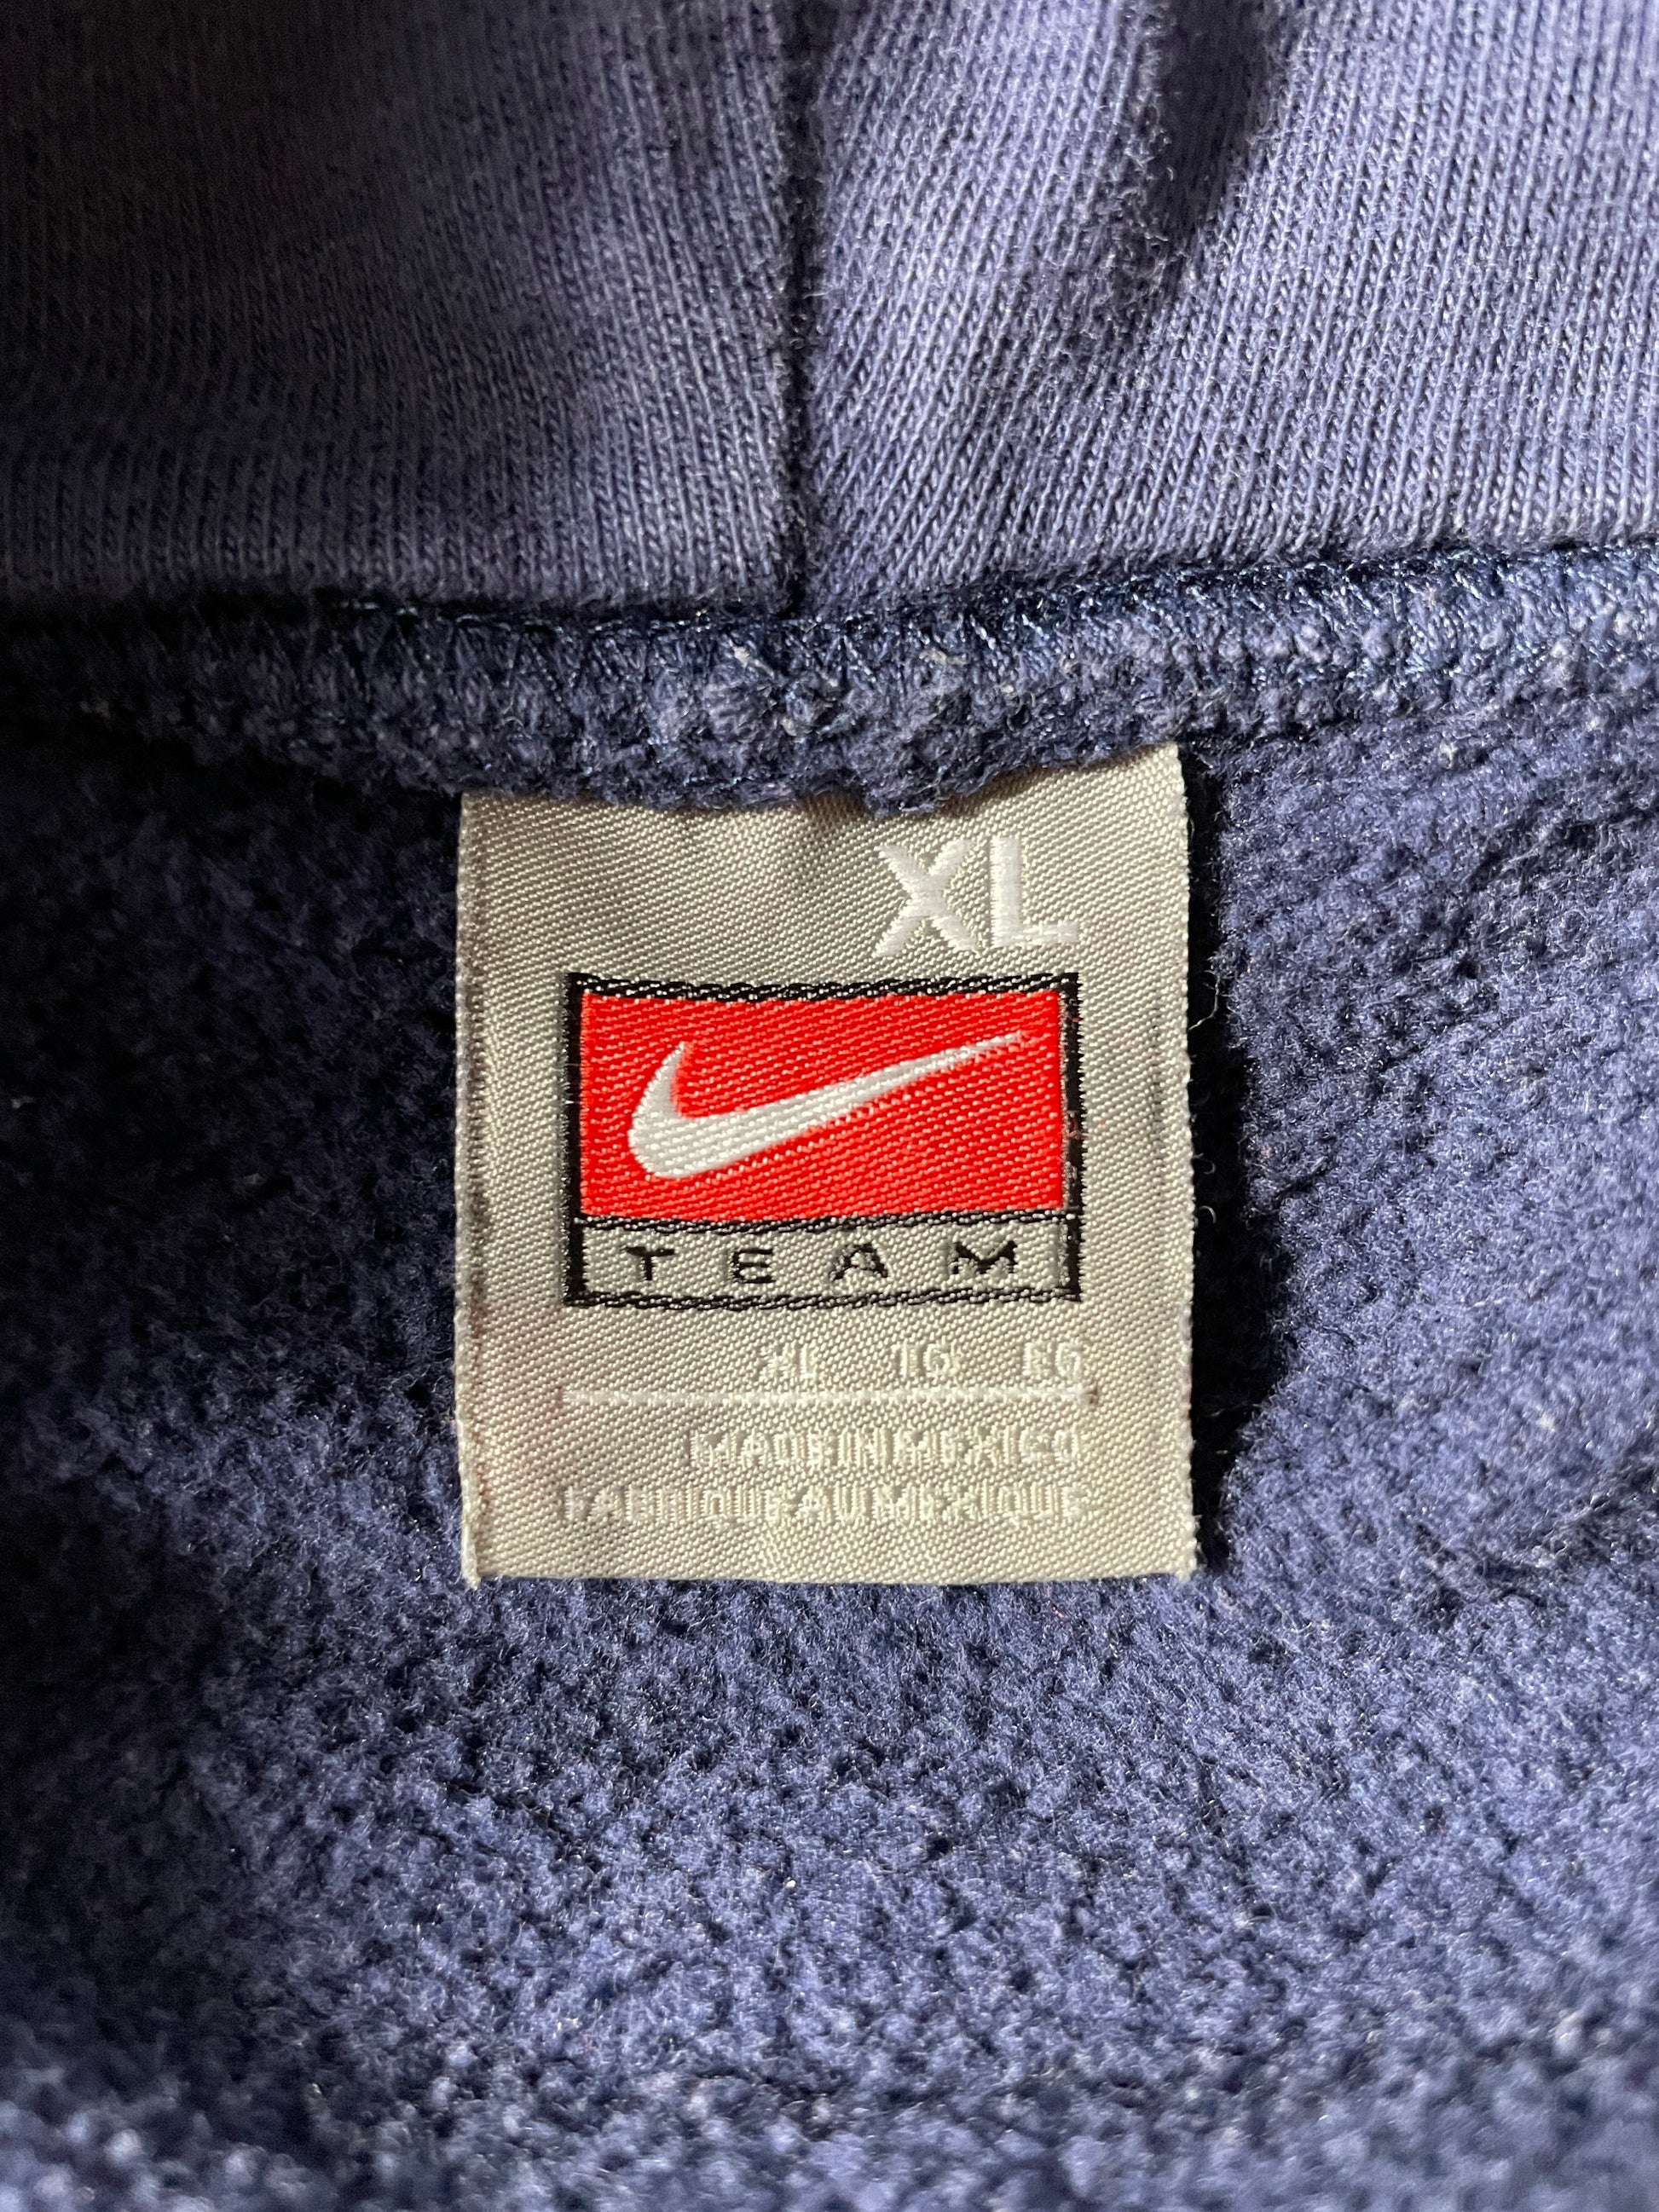 XL
TEAM
XL TG EG
MADE IN MEXICO
FABRIQUE AU MEXIQUE